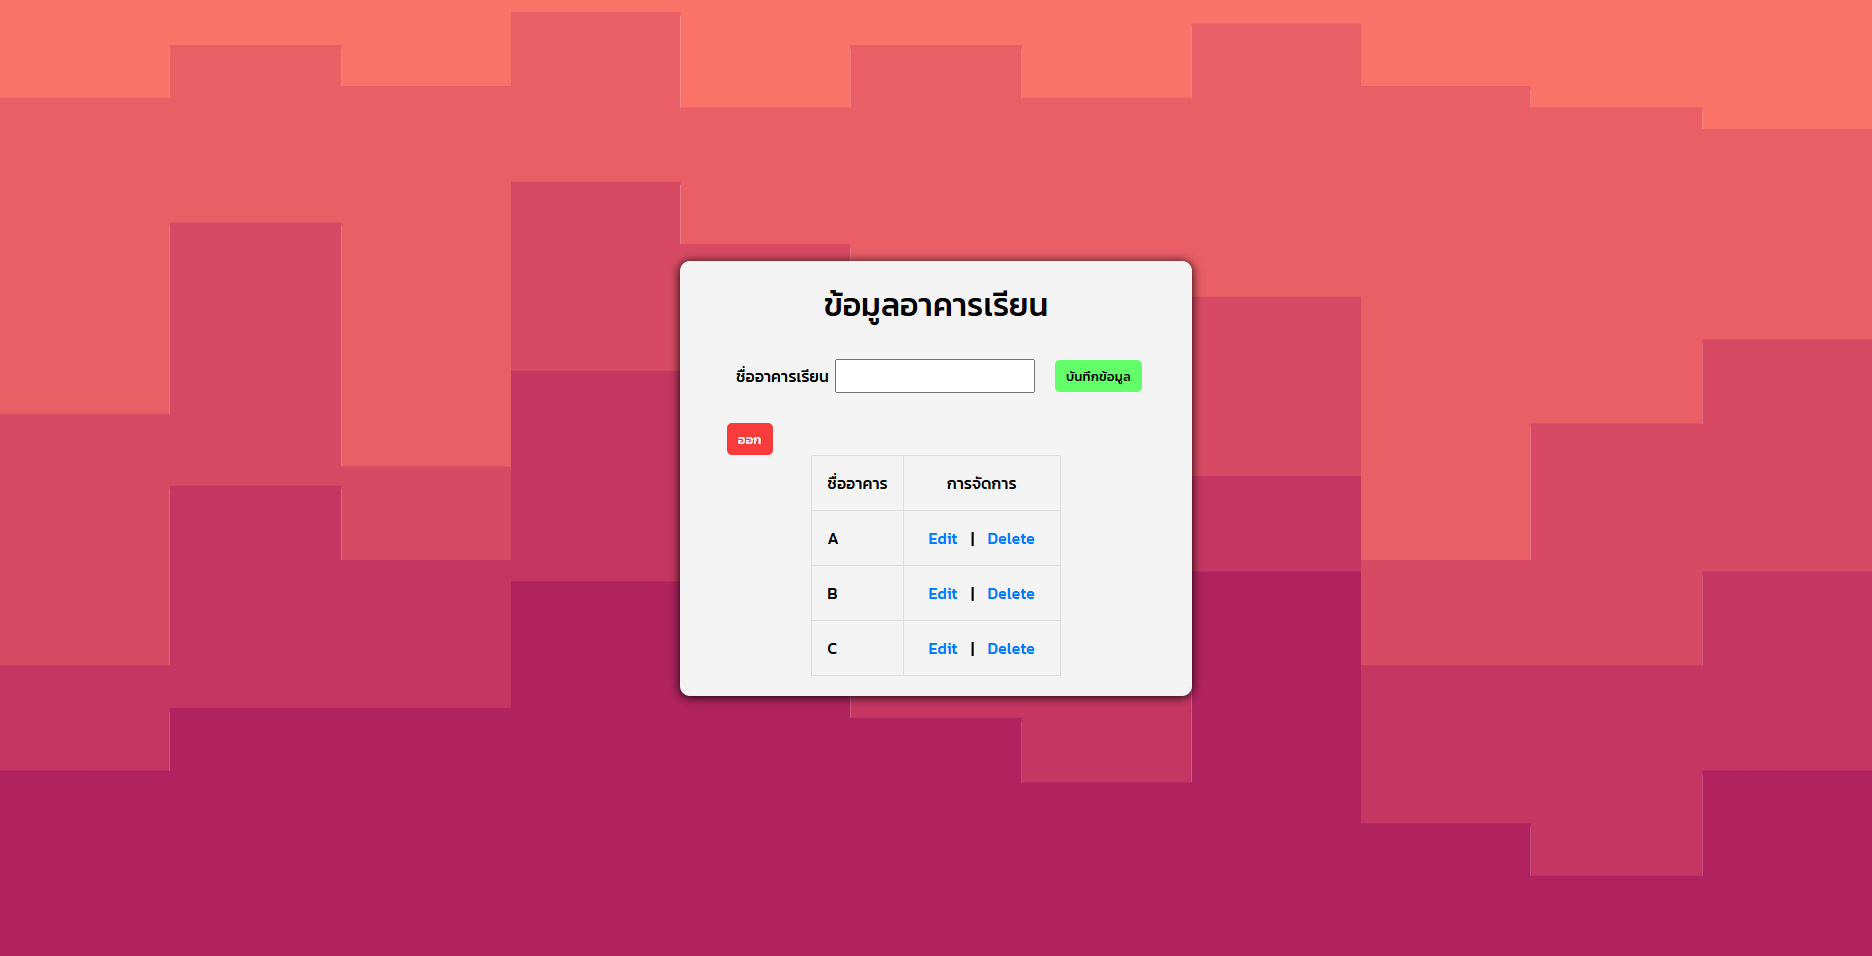 ข้อมูลอาคารเรียน
ชื่ออาคารเรียน บันทึกข้อมูล
ออก
ชื่ออาคาร การจัดการ
A Edit | Delete
B Edit | Delete
C Edit | Delete